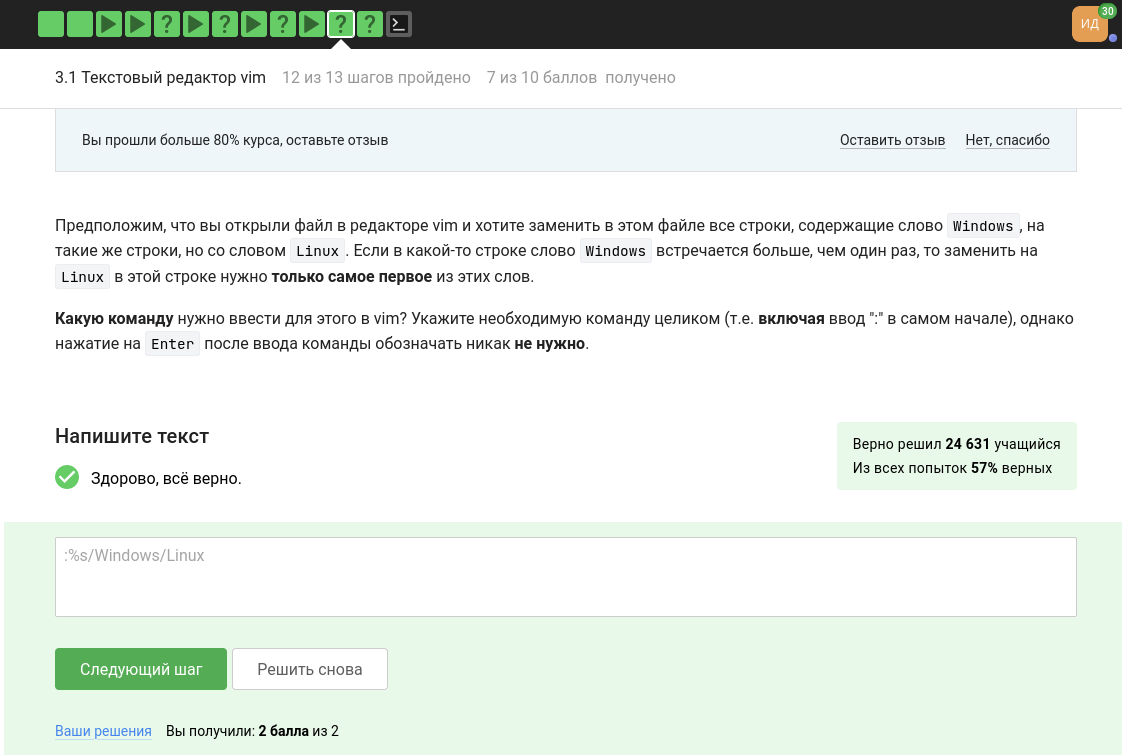 ? ? ? ? ?
ИД
30
3.1 Текстовый редактор vim 12 из 13 шагов пройдено 7 из 10 баллов получено
Вы прошли больше 80% курса, оставьте отзыв Оставить отзыв Нет, спасибо
Предположим, что вы открыли файл в редакторе vim и хотите заменить в этом файле все строки, содержащие слово Windows , на
такие же строки, но со словом Linux . Если в какой-то строке слово Windows встречается больше, чем один раз, то заменить на
Linux в этой строке нужно только самое первое из этих слов.
Какую команду нужно ввести для этого в vim? Укажите необходимую команду целиком (т.е. включая ввод ":" в самом начале), однако
нажатие на Enter после ввода команды обозначать никак не нужно.
Напишите текст
Здорово, всё верно.
Верно решил 24 631 учащийся
Из всех попыток 57% верных
:%s/Windows/Linux
Следующий шаг Решить снова
Ваши решения Вы получили: 2 балла из 2